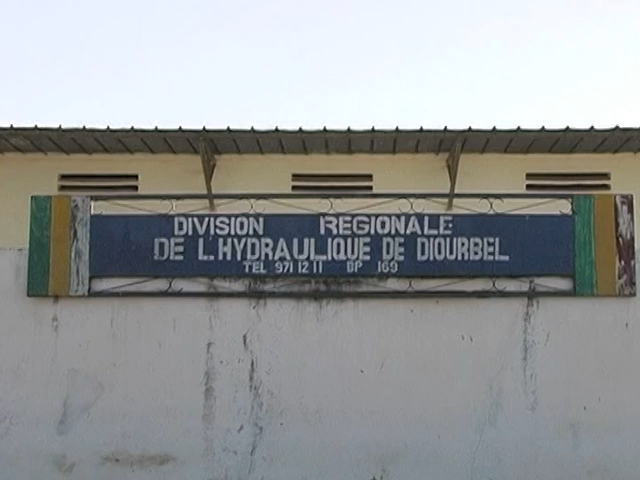 DIVISION REGIONALE
DE L'HYDRAULIQUE DE DIOURBEL
TEL 971 12 11 BP 169